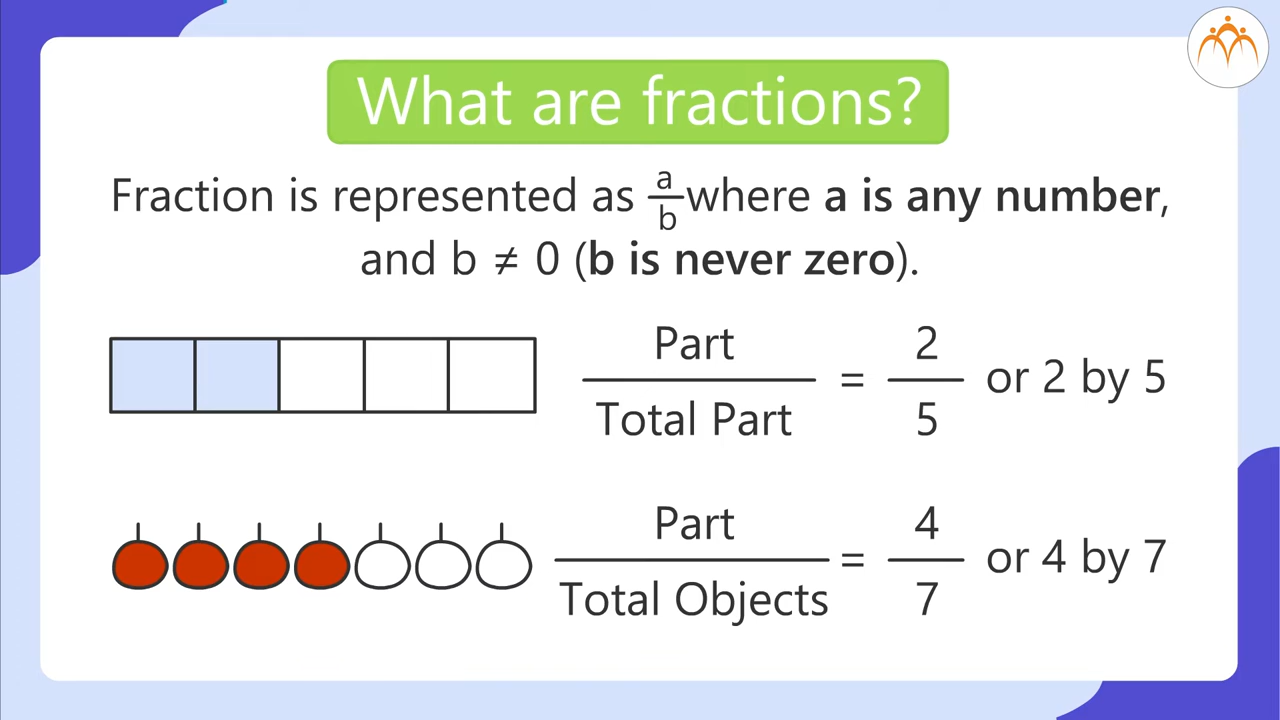 What are fractions?
Fraction is represented as a/b where a is any number,
and b ≠ 0 (b is never zero).
Part
Total Part
= 2/5 or 2 by 5
Part
Total Objects
= 4/7 or 4 by 7